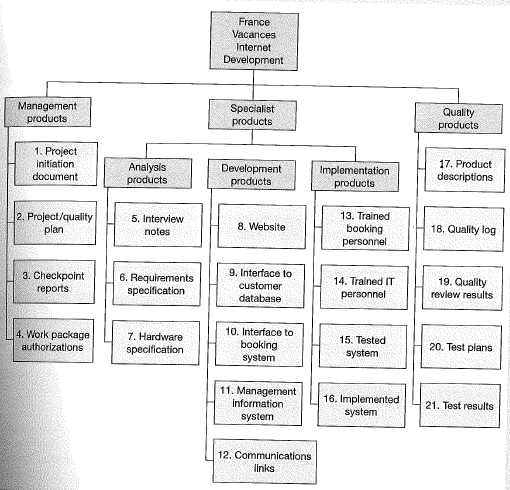 France
Vacances
Internet
Development
Management
products
Specialist
products
Quality
products
1. Project
initiation
document
2. Project/quality
plan
3. Checkpoint
reports
4. Work package
authorizations
Analysis
products
5. Interview
notes
6. Requirements
specification
7. Hardware
specification
Development
products
8. Website
9. Interface to
customer
database
10. Interface to
booking
system
11. Management
information
system
12. Communications
links
Implementation
products
13. Trained
booking
personnel
14. Trained IT
personnel
15. Tested
system
16. Implemented
system
17. Product
descriptions
18. Quality log
19. Quality
review results
20. Test plans
21. Test results